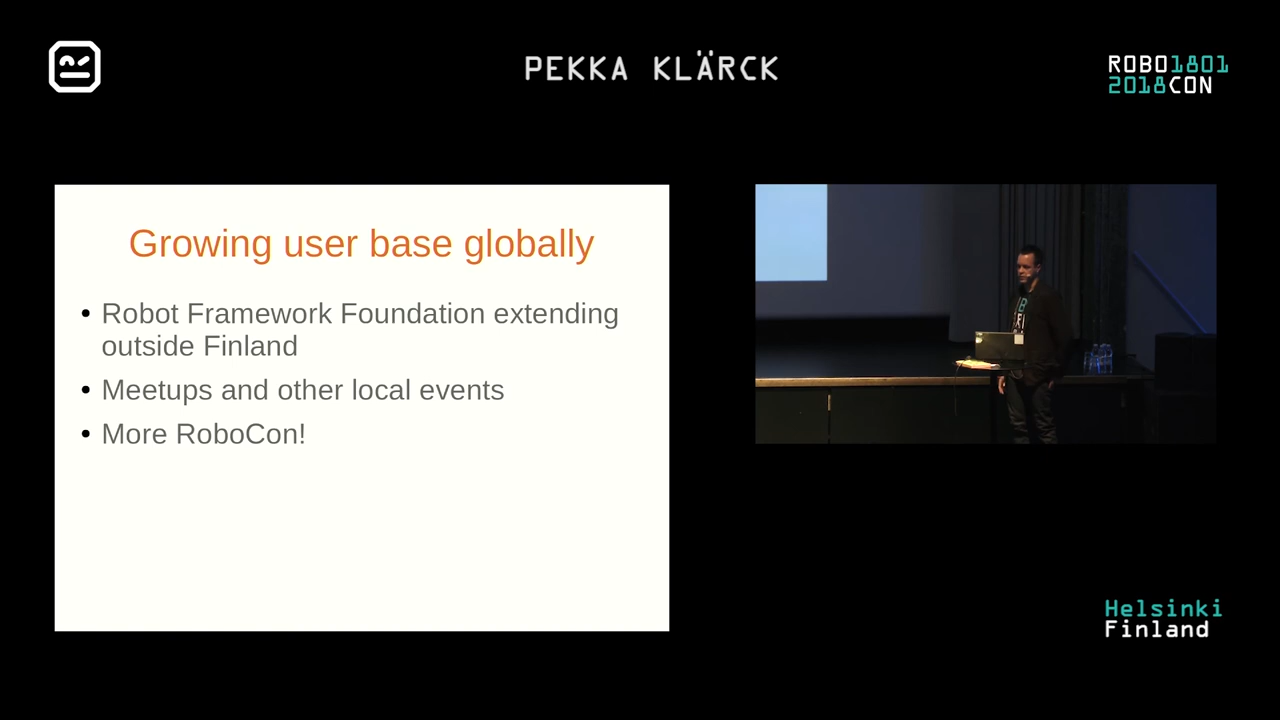 PEKKA KLÄRCK
ROBO1801
2018CON
Growing user base globally
• Robot Framework Foundation extending
outside Finland
• Meetups and other local events
• More RoboCon!
Helsinki
Finland